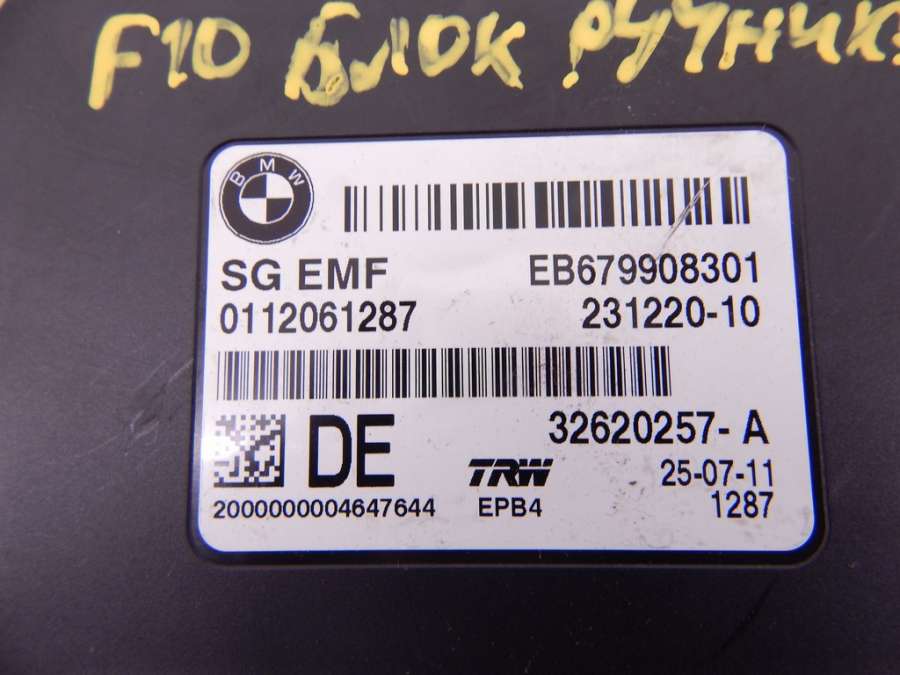 F10 БЛОК РУЧНИК
BMW
SG EMF EB679908301
0112061287 231220-10
DE 32620257- A
TRW 25-07-11
2000000004647644 EPB4 1287